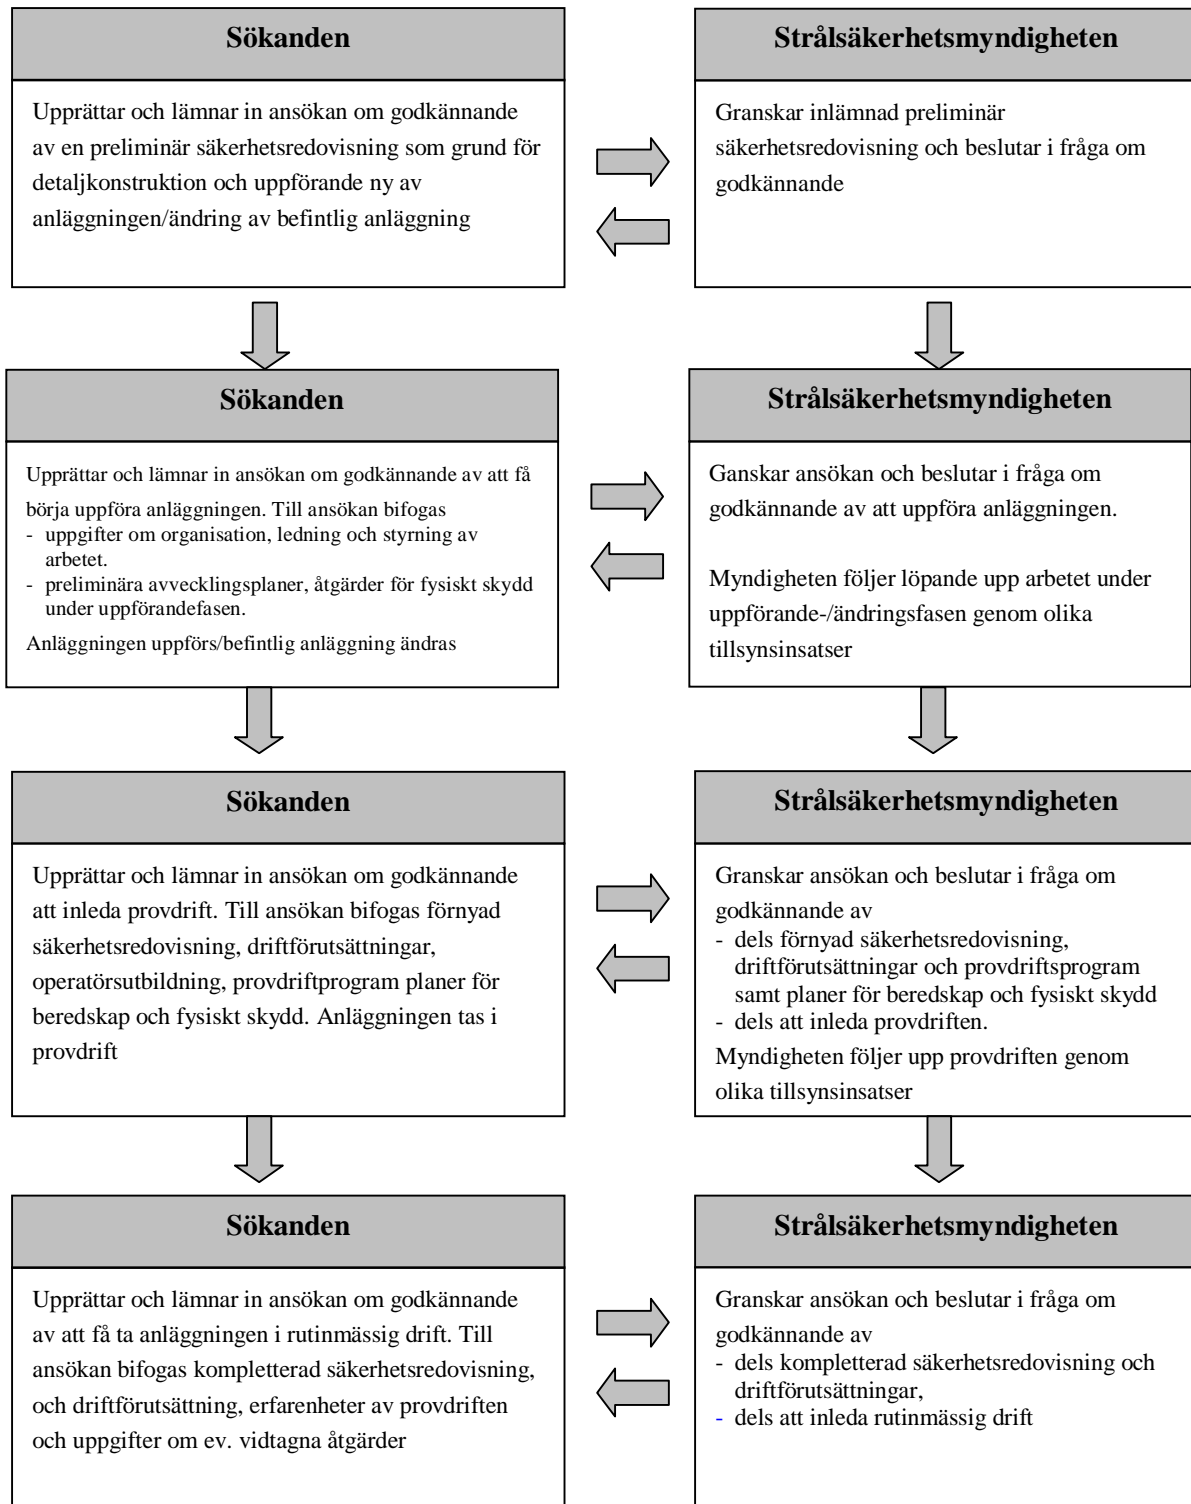 Sökanden
Upprättar och lämnar in ansökan om godkännande
av en preliminär säkerhetsredovisning som grund för
detaljkonstruktion och uppförande ny av
anläggningen/ändring av befintlig anläggning
Strålsäkerhetsmyndigheten
Granskar inlämnad preliminär
säkerhetsredovisning och beslutar i fråga om
godkännande
Sökanden
Upprättar och lämnar in ansökan om godkännande av att få
börja uppföra anläggningen. Till ansökan bifogas
- uppgifter om organisation, ledning och styrning av
arbetet.
- preliminära avvecklingsplaner, åtgärder för fysiskt skydd
under uppförandefasen.
Anläggningen uppförs/befintlig anläggning ändras
Strålsäkerhetsmyndigheten
Ganskar ansökan och beslutar i fråga om
godkännande av att uppföra anläggningen.
Myndigheten följer löpande upp arbetet under
uppförande-/ändringsfasen genom olika
tillsynsinsatser
Sökanden
Upprättar och lämnar in ansökan om godkännande
att inleda provdrift. Till ansökan bifogas förnyad
säkerhetsredovisning, driftförutsättningar,
operatörsutbildning, provdriftprogram planer för
beredskap och fysiskt skydd. Anläggningen tas i
provdrift
Strålsäkerhetsmyndigheten
Granskar ansökan och beslutar i fråga om
godkännande av
- dels förnyad säkerhetsredovisning,
driftförutsättningar och provdriftsprogram
samt planer för beredskap och fysiskt skydd
- dels att inleda provdriften.
Myndigheten följer upp provdriften genom
olika tillsynsinsatser
Sökanden
Upprättar och lämnar in ansökan om godkännande
av att få ta anläggningen i rutinmässig drift. Till
ansökan bifogas kompletterad säkerhetsredovisning,
och driftförutsättning, erfarenheter av provdriften
och uppgifter om ev. vidtagna åtgärder
Strålsäkerhetsmyndigheten
Granskar ansökan och beslutar i fråga om
godkännande av
- dels kompletterad säkerhetsredovisning och
driftförutsättningar,
- dels att inleda rutinmässig drift